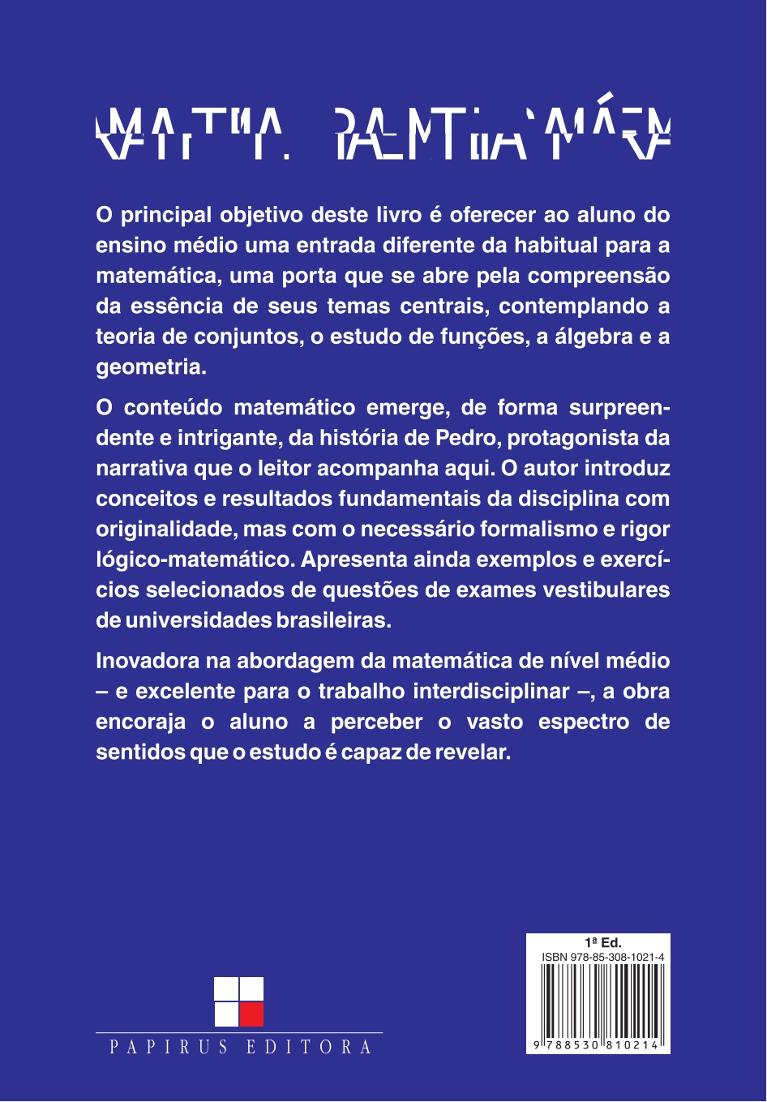 O principal objetivo deste livro é oferecer ao aluno do
ensino médio uma entrada diferente da habitual para a
matemática, uma porta que se abre pela compreensão
da essência de seus temas centrais, contemplando a
teoria de conjuntos, o estudo de funções, a álgebra e a
geometria.
O conteúdo matemático emerge, de forma surpreen-
dente e intrigante, da história de Pedro, protagonista da
narrativa que o leitor acompanha aqui. O autor introduz
conceitos e resultados fundamentais da disciplina com
originalidade, mas com o necessário formalismo e rigor
lógico-matemático. Apresenta ainda exemplos e exercí-
cios selecionados de questões de exames vestibulares
de universidades brasileiras.
Inovadora na abordagem da matemática de nível médio
– e excelente para o trabalho interdisciplinar –, a obra
encoraja o aluno a perceber o vasto espectro de
sentidos que o estudo é capaz de revelar.
1ª Ed.
ISBN 978-85-308-1021-4
9 788530 810214
PAPIRUS EDITORA